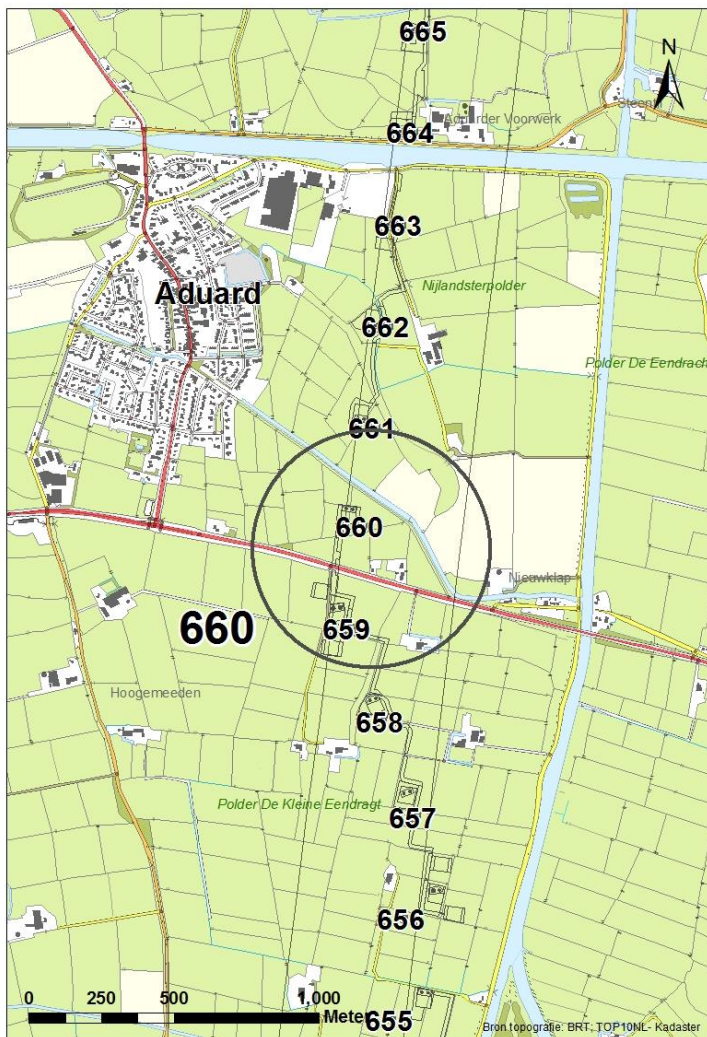 665
N
Aduarder Voorwerk
664
663
Nijlandsterpolder
Aduard
662
Polder De Eendrach
661
660
Nieuwklap
660
659
Hoogemeeden
658
Polder De Kleine Eendragt
657
656
0 250 500 1,000
Meter
655
Bron topografie: BRT, TOP10NL- Kadaster